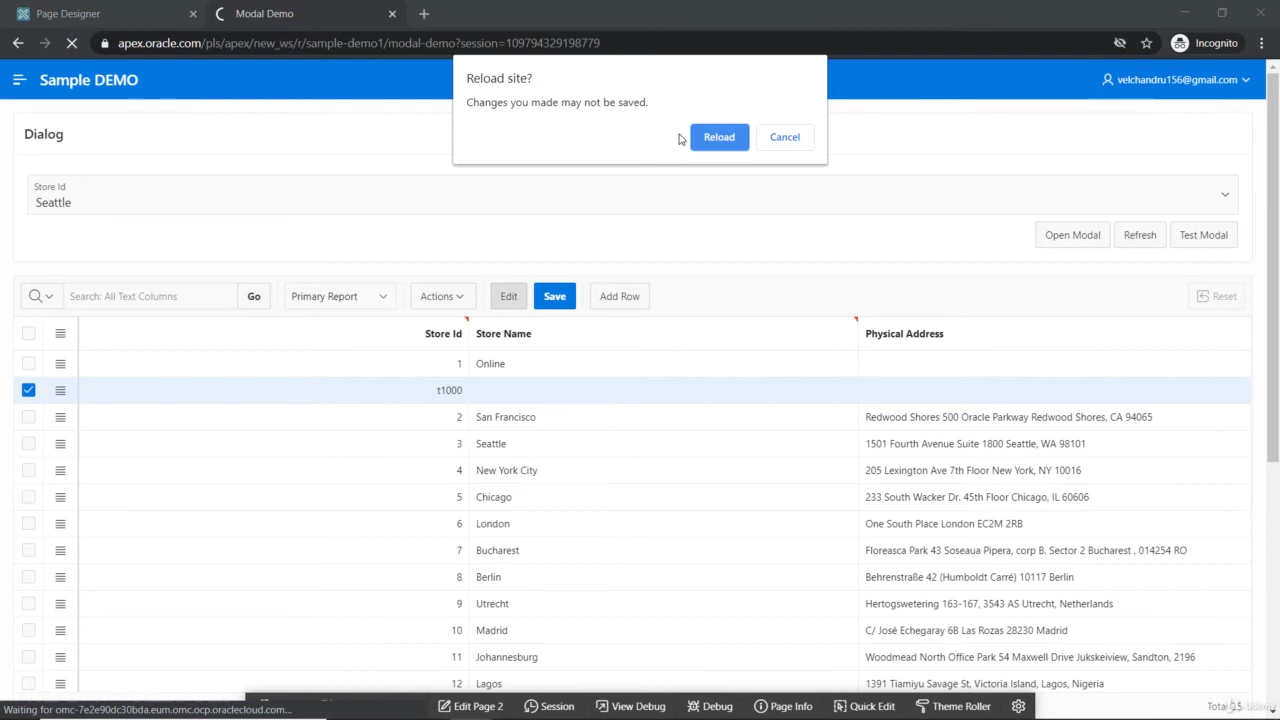 Page Designer
Modal Demo
apex.oracle.com/pls/apex/new_ws/r/sample-demo1/modal-demo?session=109794329198779
Incognito
Sample DEMO
velchandru156@gmail.com
Reload site?
Changes you made may not be saved.
Reload
Cancel
Dialog
Store Id
Seattle
Open Modal
Refresh
Test Modal
Search: All Text Columns
Go
Primary Report
Actions
Edit
Save
Add Row
Reset
Store Id Store Name Physical Address
1 Online
t1000
2 San Francisco Redwood Shores 500 Oracle Parkway Redwood Shores, CA 94065
3 Seattle 1501 Fourth Avenue Suite 1800 Seattle, WA 98101
4 New York City 205 Lexington Ave 7th Floor New York, NY 10016
5 Chicago 233 South Wacker Dr. 45th Floor Chicago, IL 60606
6 London One South Place London EC2M 2RB
7 Bucharest Floreasca Park 43 Soseaua Pipera, corp B. Sector 2 Bucharest , 014254 RO
8 Berlin Behrenstraße 42 (Humboldt Carré) 10117 Berlin
9 Utrecht Hertogswetering 163-167, 3543 AS Utrecht, Netherlands
10 Madrid C/ José Echegaray 6B Las Rozas 28230 Madrid
11 Johannesburg Woodmead North Office Park 54 Maxwell Drive Jukskeiview, Sandton, 2196
12 Lagos 1391 Tiamiyu Savage St, Victoria Island, Lagos, Nigeria
Waiting for omc-7e2e90dc30bda.eum.omc.ocp.oraclecloud.com...
Edit Page 2
Session
View Debug
Debug
Page Info
Quick Edit
Theme Roller
Total